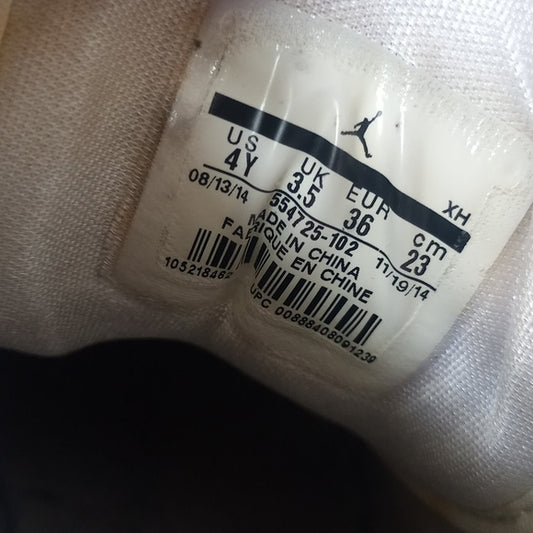 US UK EUR cm XH
4Y 3.5 36 23
08/13/14 554725-102 11/19/14
MADE IN CHINA
FABRIQUE EN CHINE
UPC 00888408091239